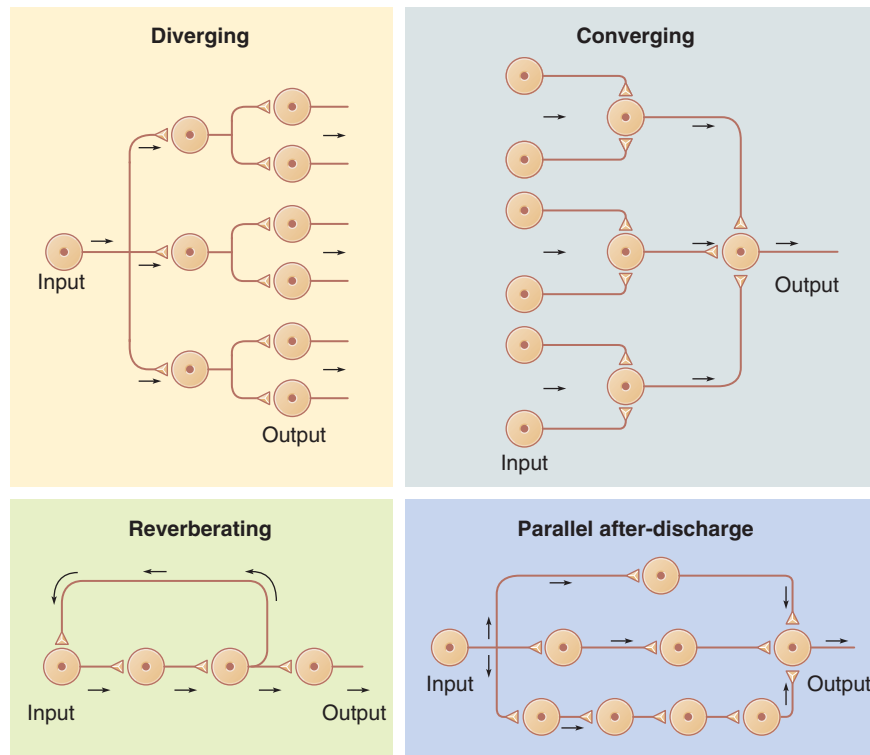 Diverging
Input
Output
Converging
Output
Input
Reverberating
Input
Output
Parallel after-discharge
Input
Output